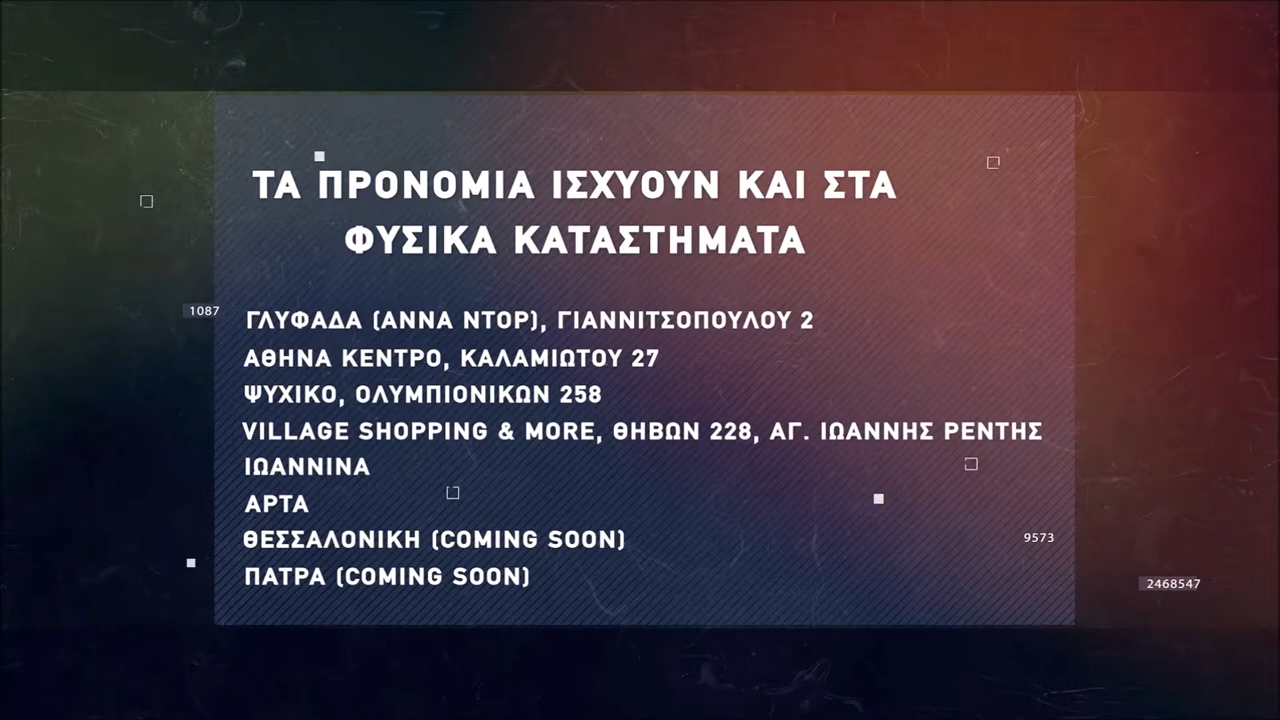 ΤΑ ΠΡΟΝΟΜΙΑ ΙΣΧΥΟΥΝ ΚΑΙ ΣΤΑ
ΦΥΣΙΚΑ ΚΑΤΑΣΤΗΜΑΤΑ
1087
ΓΛΥΦΑΔΑ (ΑΝΝΑ ΝΤΟΡ), ΓΙΑΝΝΙΤΣΟΠΟΥΛΟΥ 2
ΑΘΗΝΑ ΚΕΝΤΡΟ, ΚΑΛΑΜΙΩΤΟΥ 27
ΨΥΧΙΚΟ, ΟΛΥΜΠΙΟΝΙΚΩΝ 258
VILLAGE SHOPPING & MORE, ΘΗΒΩΝ 228, ΑΓ. ΙΩΑΝΝΗΣ ΡΕΝΤΗΣ
ΙΩΑΝΝΙΝΑ
ΑΡΤΑ
ΘΕΣΣΑΛΟΝΙΚΗ (COMING SOON)
9573
ΠΑΤΡΑ (COMING SOON)
2468547